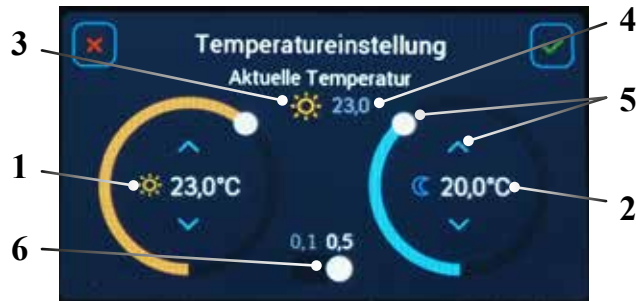 Temperatureinstellung
Aktuelle Temperatur
23,0
23,0°C
20,0°C
0,1 0,5
3
4
1
5
2
6